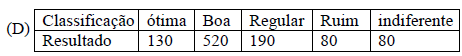 (D) Classificação ótima Boa Regular Ruim indiferente
Resultado 130 520 190 80 80